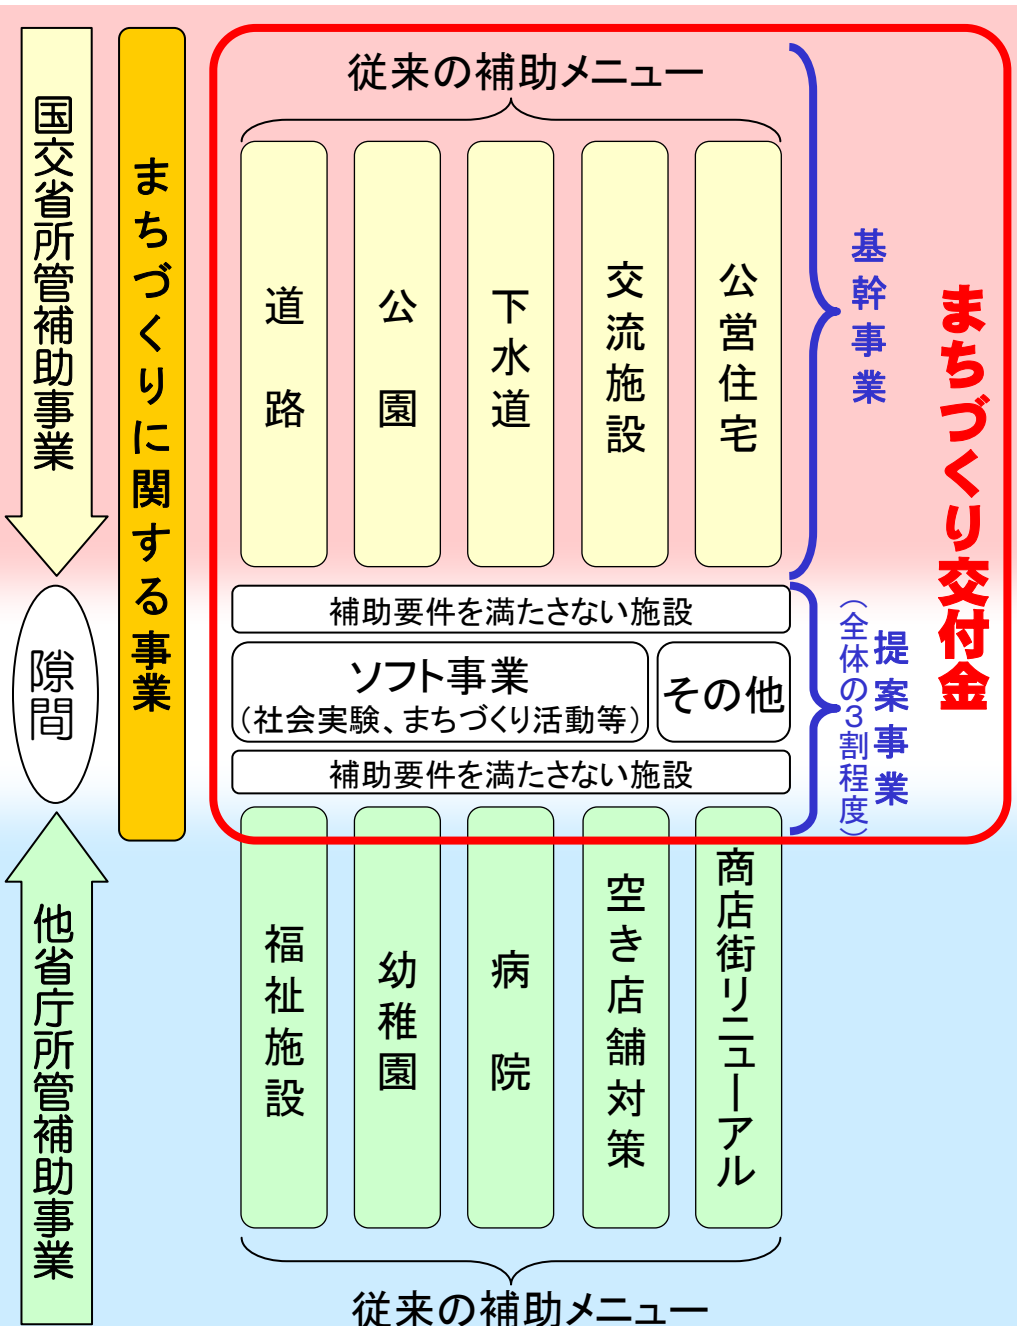 国交省所管補助事業
隙間
他省庁所管補助事業
まちづくりに関する事業
従来の補助メニュー
道路
公園
下水道
交流施設
公営住宅
補助要件を満たさない施設
ソフト事業
(社会実験、まちづくり活動等)
その他
補助要件を満たさない施設
福祉施設
幼稚園
病院
空き店舗対策
商店街リニューアル
従来の補助メニュー
基幹事業
提案事業
(全体の3割程度)
まちづくり交付金